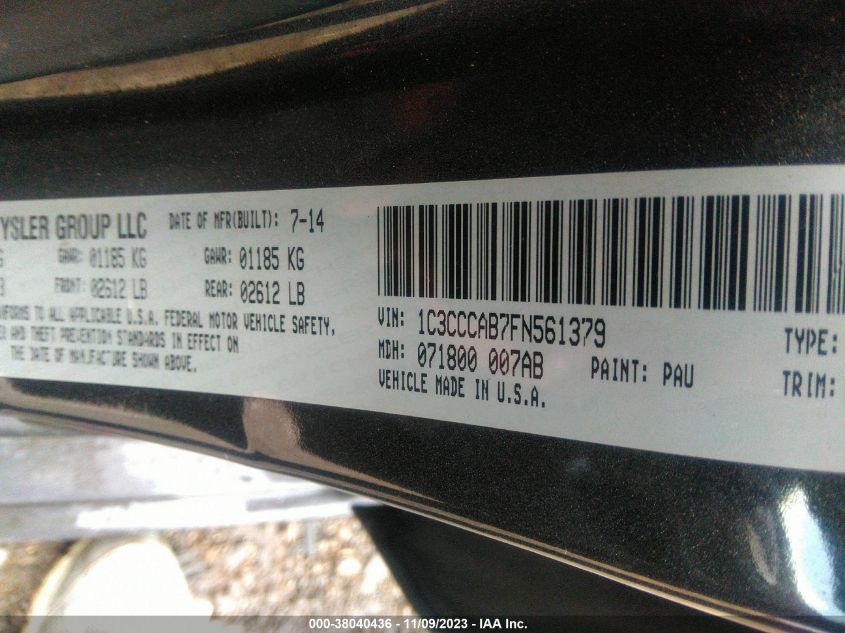 YSLER GROUP LLC DATE OF MFR(BUILT): 7-14
G GAWR: 01185 KG GAWR: 01185 KG
B FRONT: 02612 LB REAR: 02612 LB
TO ALL APPLICABLE U.S.A. FEDERAL MOTOR VEHICLE SAFETY,
AND THEFT PREVENTION STANDARDS IN EFFECT ON
THE DATE OF MANUFACTURE SHOWN ABOVE.
VIN: 1C3CCCAB7FN561379 TYPE:
MDH: 071800 007AB PAINT: PAU TRIM:
VEHICLE MADE IN U.S.A.
000-38040436 - 11/09/2023 - IAA Inc.